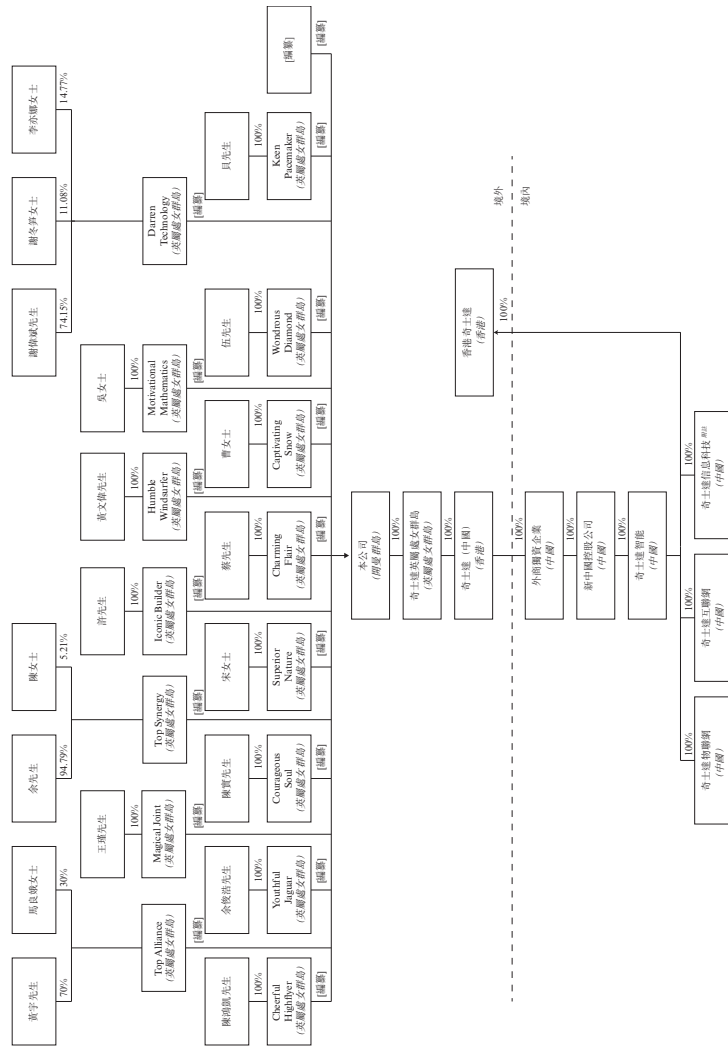 黃宇先生
馬良娥女士
余先生
陳女士
謝偉斌先生
謝冬笋女士
李亦娜女士
70%
30%
94.79%
5.21%
74.15%
11.08%
14.77%
王瑾先生
許先生
黃文偉先生
吳女士
100%
100%
100%
100%
Top Alliance
(英屬處女群島)
Magical Joint
(英屬處女群島)
Top Synergy
(英屬處女群島)
Iconic Builder
(英屬處女群島)
Humble
Windsurfer
(英屬處女群島)
Motivational
Mathematics
(英屬處女群島)
Darren
Technology
(英屬處女群島)
[編纂]
[編纂]
[編纂]
[編纂]
[編纂]
[編纂]
[編纂]
陳鴻凱先生
余俊浩先生
陳實先生
宋女士
蔡先生
曹女士
伍先生
貝先生
100%
100%
100%
100%
100%
100%
100%
100%
Cheerful
Highflyer
(英屬處女群島)
Youthful
Jaguar
(英屬處女群島)
Courageous
Soul
(英屬處女群島)
Superior
Nature
(英屬處女群島)
Charming
Flair
(英屬處女群島)
Captivating
Snow
(英屬處女群島)
Wondrous
Diamond
(英屬處女群島)
Keen
Pacemaker
(英屬處女群島)
[編纂]
[編纂]
[編纂]
[編纂]
[編纂]
[編纂]
[編纂]
[編纂]
[編纂]
[編纂]
本公司
(開曼群島)
100%
奇士達英屬處女群島
(英屬處女群島)
100%
奇士達（中國）
(香港)
香港奇士達
(香港)
境外
境內
100%
100%
外商獨資企業
(中國)
100%
新中國控股公司
(中國)
100%
奇士達智能
(中國)
100%
100%
100%
奇士達物聯網
(中國)
奇士達互聯網
(中國)
奇士達信息科技 附註
(中國)